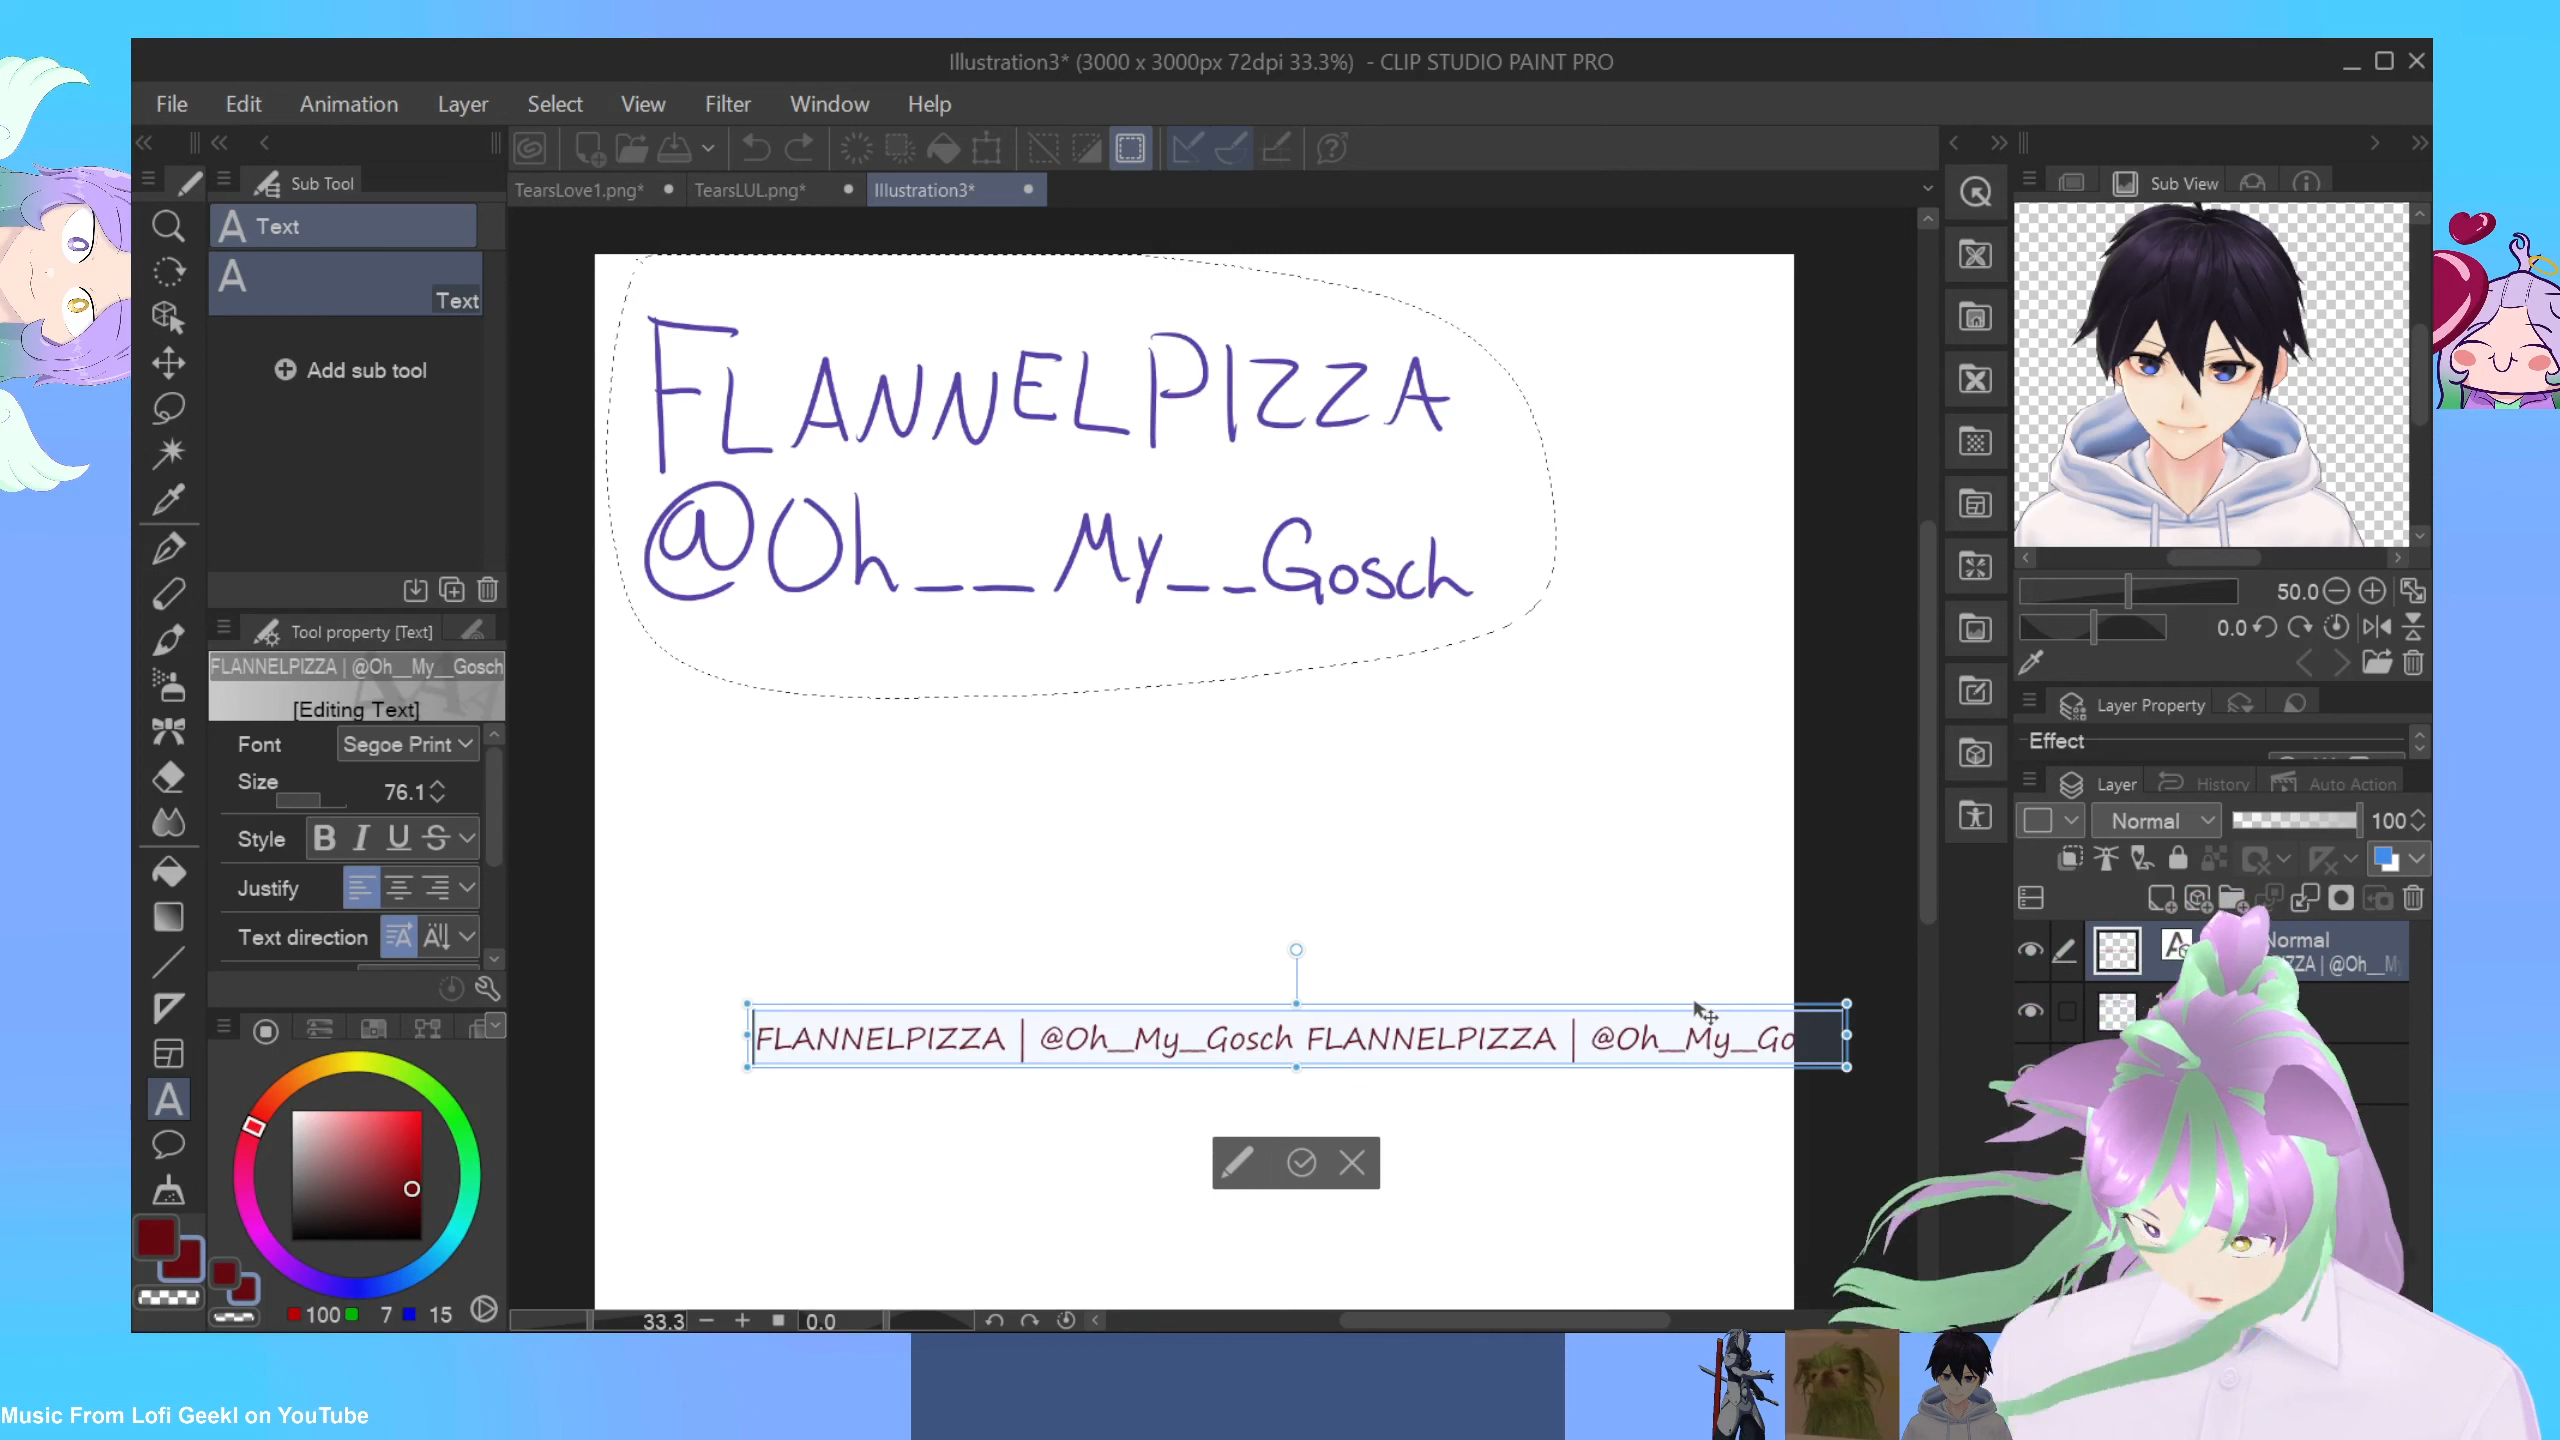 Illustration3* (3000 x 3000px 72dpi 33.3%) - CLIP STUDIO PAINT PRO
File Edit Animation Layer Select View Filter Window Help
Sub Tool
TearsLove1.png* TearsLUL.png* Illustration3*
Sub View
Text
Text
Add sub tool
FLANNELPIZZA
@Oh__My__Gosch
50.0
0.0
Tool property [Text]
FLANNELPIZZA | @Oh__My__Gosch
[Editing Text]
Font Segoe Print
Size 76.1
Style B I U S
Justify
Text direction
Layer Property
Effect
Layer History Auto Action
Normal 100
Normal
ZZA | @Oh__M
FLANNELPIZZA | @Oh__My__Gosch FLANNELPIZZA | @Oh__My__Go
100 7 15
33.3 0.0
Music From Lofi Geekl on YouTube